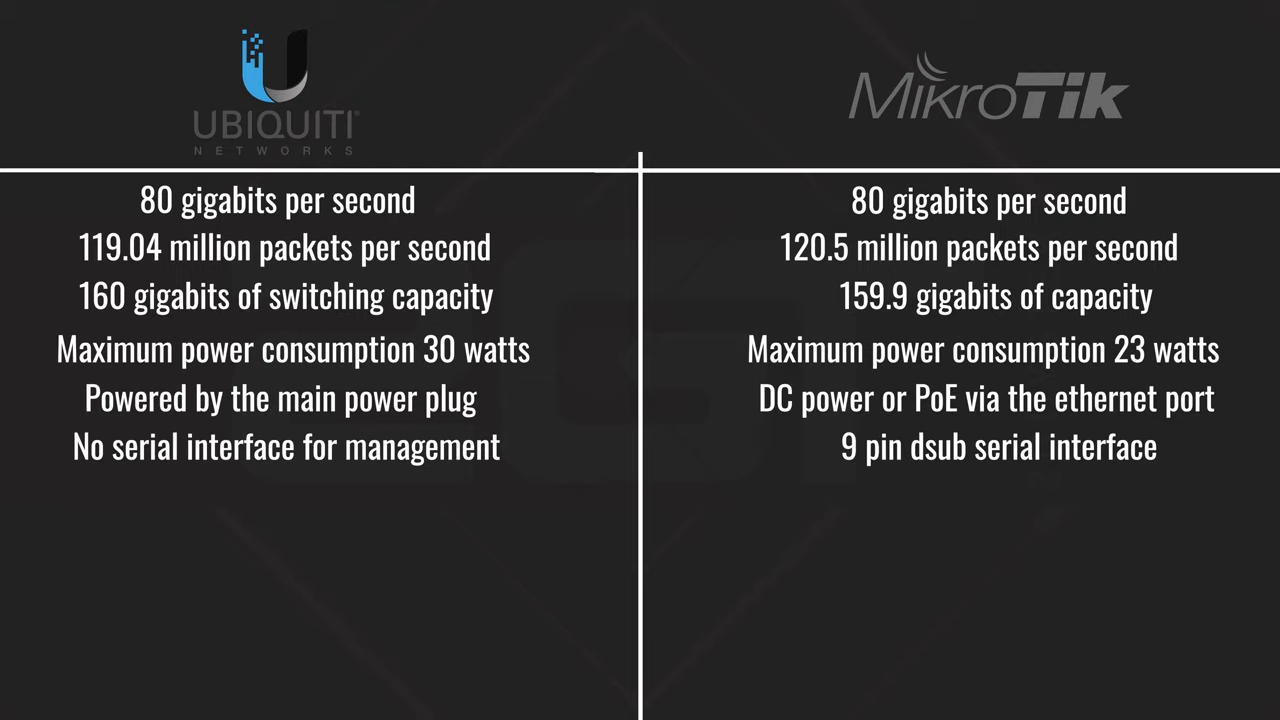 UBIQUITI
NETWORKS
MikroTik
80 gigabits per second
119.04 million packets per second
160 gigabits of switching capacity
Maximum power consumption 30 watts
Powered by the main power plug
No serial interface for management
80 gigabits per second
120.5 million packets per second
159.9 gigabits of capacity
Maximum power consumption 23 watts
DC power or PoE via the ethernet port
9 pin dsub serial interface